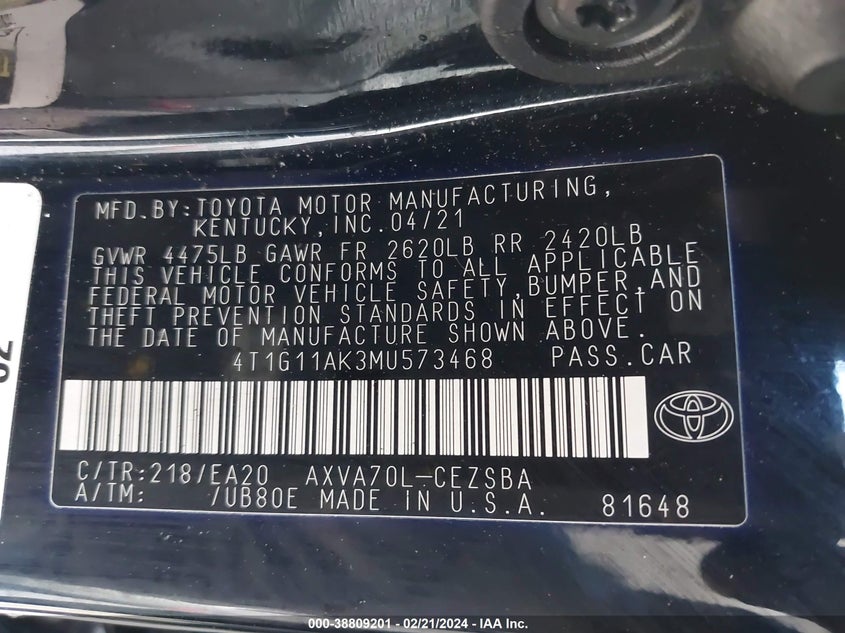 MFD.BY:TOYOTA MOTOR MANUFACTURING,
KENTUCKY,INC.04/21
GVWR 4475LB GAWR FR 2620LB RR 2420LB
THIS VEHICLE CONFORMS TO ALL APPLICABLE
FEDERAL MOTOR VEHICLE SAFETY,BUMPER,AND
THEFT PREVENTION STANDARDS IN EFFECT ON
THE DATE OF MANUFACTURE SHOWN ABOVE.
4T1G11AK3MU573468 PASS.CAR
C/TR:218/EA20 AXVA70L-CEZSBA
A/TM: /UB80E MADE IN U.S.A. 81648
000-38809201 - 02/21/2024 - IAA Inc.